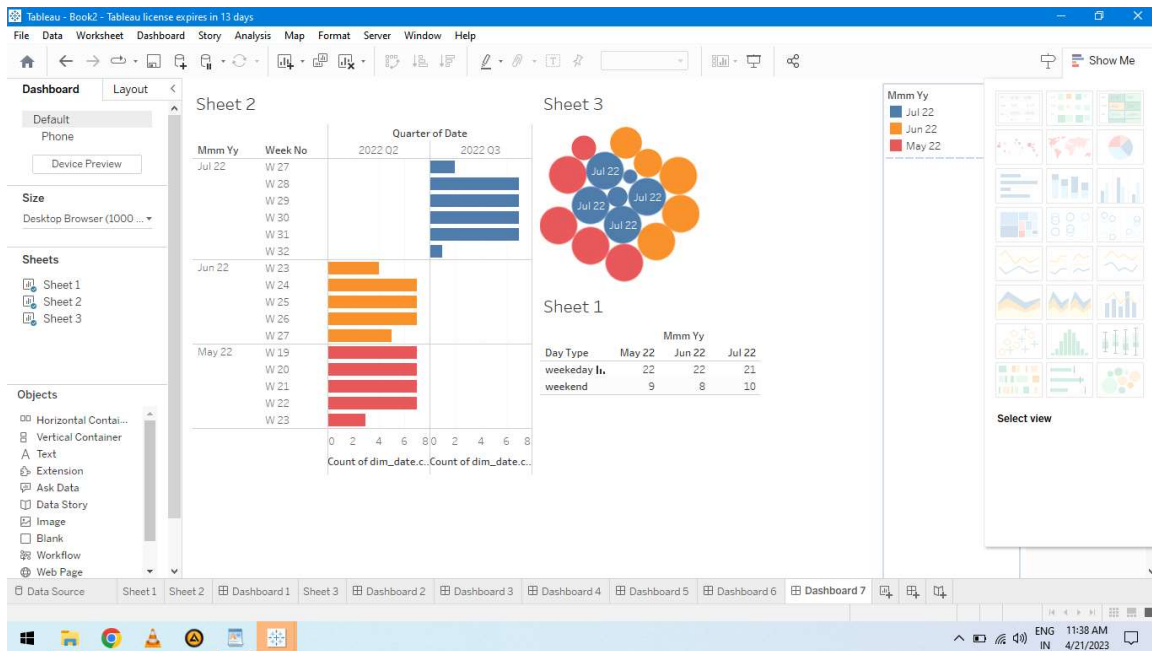 Tableau - Book2 - Tableau license expires in 13 days
File Data Worksheet Dashboard Story Analysis Map Format Server Window Help
Show Me
Dashboard Layout
Default
Phone
Device Preview
Size
Desktop Browser (1000 ...
Sheets
Sheet 1
Sheet 2
Sheet 3
Objects
Horizontal Contai...
Vertical Container
Text
Extension
Ask Data
Data Story
Image
Blank
Workflow
Web Page
Sheet 2
Quarter of Date
Mmm Yy Week No 2022 Q2 2022 Q3
Jul 22 W 27
W 28
W 29
W 30
W 31
W 32
Jun 22 W 23
W 24
W 25
W 26
W 27
May 22 W 19
W 20
W 21
W 22
W 23
0 2 4 6 8 0 2 4 6 8
Count of dim_date.c.. Count of dim_date.c..
Sheet 3
Jul 22
Jul 22
Jul 22
Jul 22
Sheet 1
Mmm Yy
Day Type May 22 Jun 22 Jul 22
weekeday 22 22 21
weekend 9 8 10
Mmm Yy
Jul 22
Jun 22
May 22
Select view
Data Source Sheet 1 Sheet 2 Dashboard 1 Sheet 3 Dashboard 2 Dashboard 3 Dashboard 4 Dashboard 5 Dashboard 6 Dashboard 7
ENG 11:38 AM
IN 4/21/2023